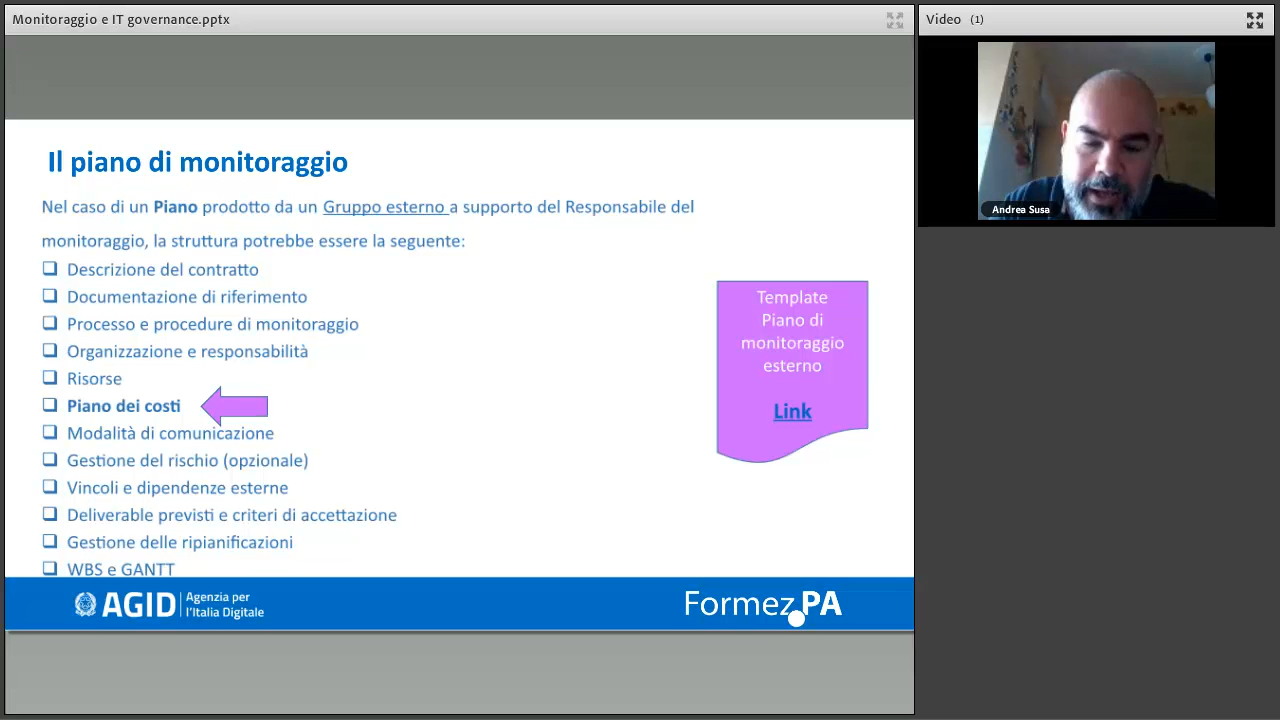 Monitoraggio e IT governance.pptx
Video (1)
Andrea Susa
Il piano di monitoraggio
Nel caso di un Piano prodotto da un Gruppo esterno a supporto del Responsabile del
monitoraggio, la struttura potrebbe essere la seguente:
Descrizione del contratto
Documentazione di riferimento
Processo e procedure di monitoraggio
Organizzazione e responsabilità
Risorse
Piano dei costi
Modalità di comunicazione
Gestione del rischio (opzionale)
Vincoli e dipendenze esterne
Deliverable previsti e criteri di accettazione
Gestione delle ripianificazioni
WBS e GANTT
Template
Piano di
monitoraggio
esterno
Link
AGID Agenzia per
l'Italia Digitale
Formez.PA